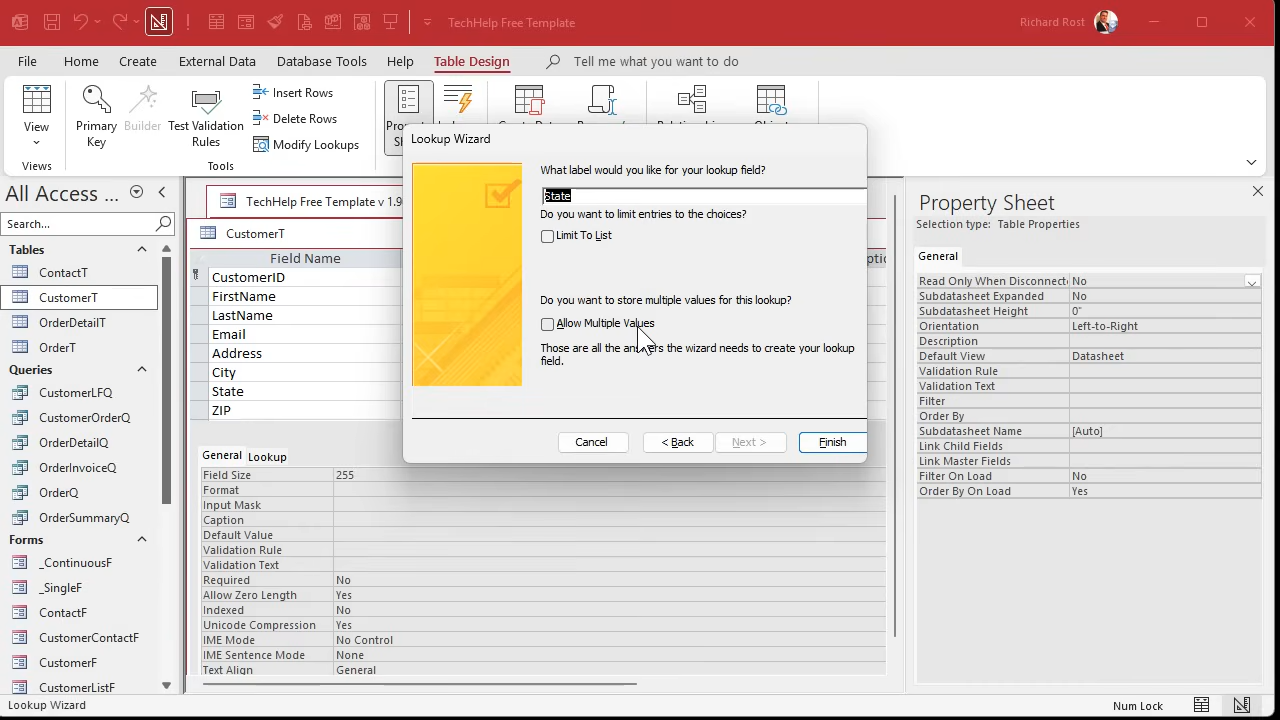 TechHelp Free Template
Richard Rost
File Home Create External Data Database Tools Help Table Design Tell me what you want to do
View
Primary Key
Builder
Test Validation Rules
Insert Rows
Delete Rows
Modify Lookups
Views
Tools
All Access ...
Search...
Tables
ContactT
CustomerT
OrderDetailT
OrderT
Queries
CustomerLFQ
CustomerOrderQ
OrderDetailQ
OrderInvoiceQ
OrderQ
OrderSummaryQ
Forms
_ContinuousF
_SingleF
ContactF
CustomerContactF
CustomerF
CustomerListF
TechHelp Free Template v 1.9
CustomerT
Field Name
CustomerID
FirstName
LastName
Email
Address
City
State
ZIP
General Lookup
Field Size 255
Format
Input Mask
Caption
Default Value
Validation Rule
Validation Text
Required No
Allow Zero Length Yes
Indexed No
Unicode Compression Yes
IME Mode No Control
IME Sentence Mode None
Text Align General
Lookup Wizard
What label would you like for your lookup field?
State
Do you want to limit entries to the choices?
Limit To List
Do you want to store multiple values for this lookup?
Allow Multiple Values
Those are all the answers the wizard needs to create your lookup
field.
Cancel
< Back
Next >
Finish
Property Sheet
Selection type: Table Properties
General
Read Only When Disconnect No
Subdatasheet Expanded No
Subdatasheet Height 0"
Orientation Left-to-Right
Description
Default View Datasheet
Validation Rule
Validation Text
Filter
Order By
Subdatasheet Name [Auto]
Link Child Fields
Link Master Fields
Filter On Load No
Order By On Load Yes
Lookup Wizard
Num Lock